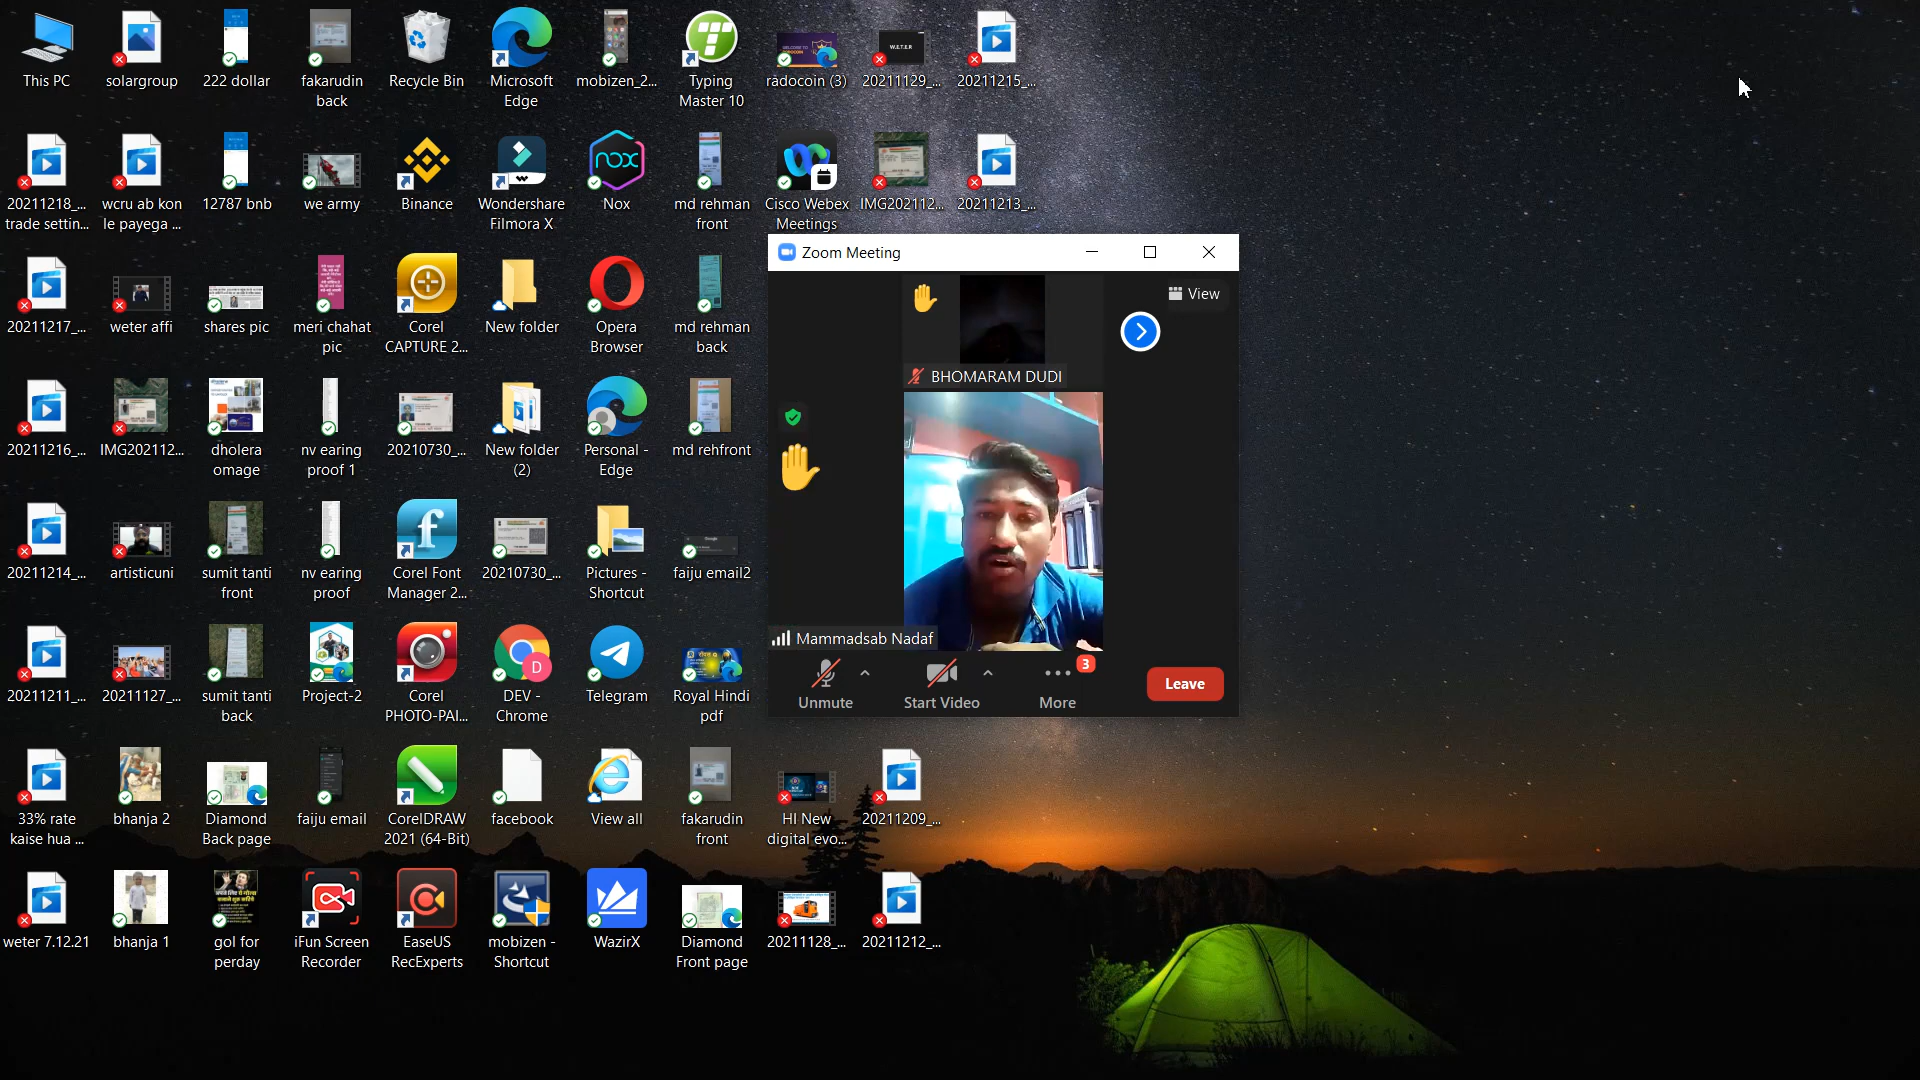 This PC
solargroup
222 dollar
fakarudin
back
Recycle Bin
Microsoft
Edge
mobizen_2...
Typing
Master 10
radocoin (3)
20211129_...
20211215_...
20211218_...
trade settin...
wcru ab kon
le payega ...
12787 bnb
we army
Binance
Wondershare
Filmora X
Nox
md rehman
front
Cisco Webex
Meetings
IMG202112...
20211213_...
20211217_...
weter affi
shares pic
meri chahat
pic
Corel
CAPTURE 2...
New folder
Opera
Browser
md rehman
back
20211216_...
IMG202112...
dholera
omage
nv earing
proof 1
20210730_...
New folder
(2)
Personal -
Edge
md rehfront
20211214_...
artisticuni
sumit tanti
front
nv earing
proof
Corel Font
Manager 2...
20210730_...
Pictures -
Shortcut
faiju email2
20211211_...
20211127_...
sumit tanti
back
Project-2
Corel
PHOTO-PAI...
DEV -
Chrome
Telegram
Royal Hindi
pdf
33% rate
kaise hua ...
bhanja 2
Diamond
Back page
faiju email
CorelDRAW
2021 (64-Bit)
facebook
View all
fakarudin
front
HI New
digital evo...
20211209_...
weter 7.12.21
bhanja 1
gol for
perday
iFun Screen
Recorder
EaseUS
RecExperts
mobizen -
Shortcut
WazirX
Diamond
Front page
20211128_...
20211212_...
Zoom Meeting
View
BHOMARAM DUDI
Mammadsab Nadaf
Unmute
Start Video
More
3
Leave
nox
W.E.T.E.R
D